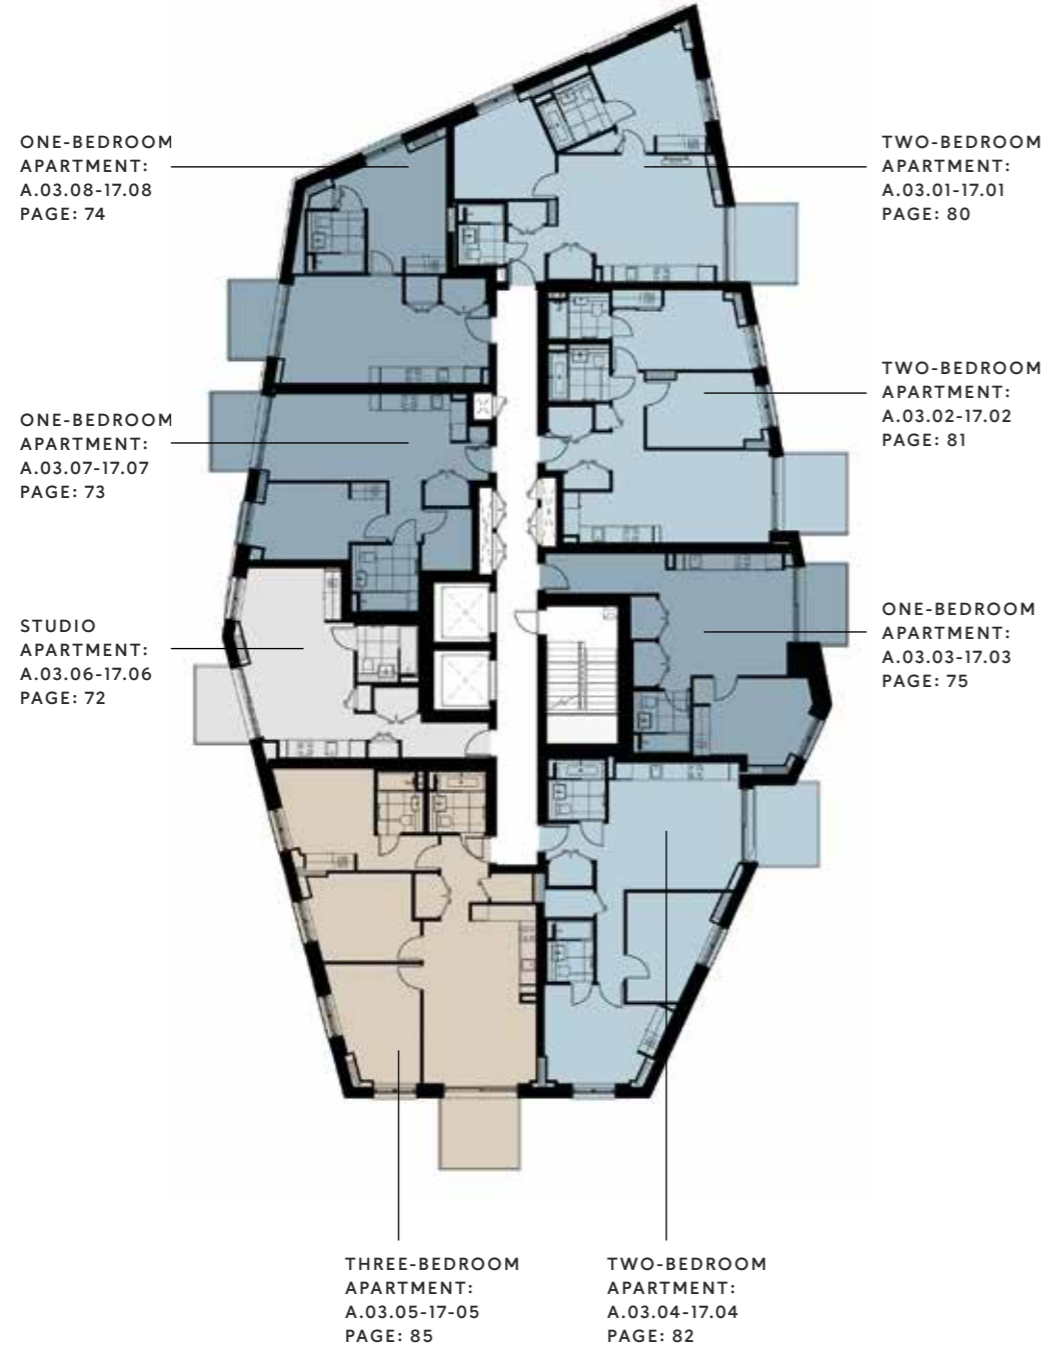 ONE-BEDROOM
APARTMENT:
A.03.08-17.08
PAGE: 74
TWO-BEDROOM
APARTMENT:
A.03.01-17.01
PAGE: 80
TWO-BEDROOM
APARTMENT:
A.03.02-17.02
PAGE: 81
ONE-BEDROOM
APARTMENT:
A.03.07-17.07
PAGE: 73
ONE-BEDROOM
APARTMENT:
A.03.03-17.03
PAGE: 75
STUDIO
APARTMENT:
A.03.06-17.06
PAGE: 72
THREE-BEDROOM
APARTMENT:
A.03.05-17-05
PAGE: 85
TWO-BEDROOM
APARTMENT:
A.03.04-17.04
PAGE: 82